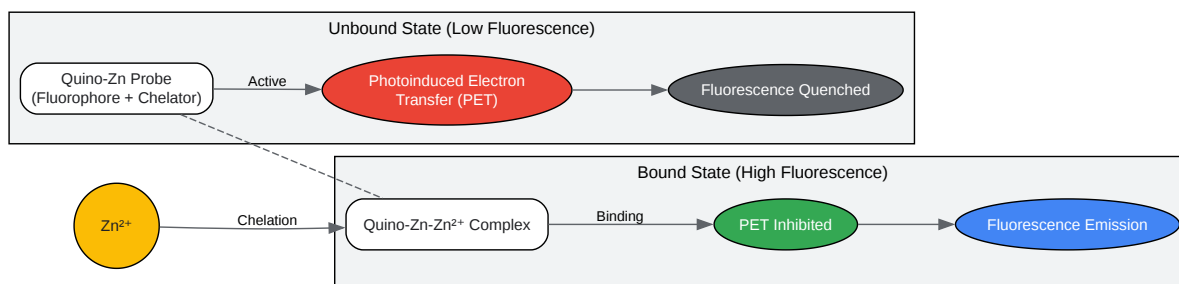 Unbound State (Low Fluorescence)
Quino-Zn Probe
(Fluorophore + Chelator)
Active
Photoinduced Electron
Transfer (PET)
Fluorescence Quenched
Bound State (High Fluorescence)
Zn²⁺
Chelation
Quino-Zn-Zn²⁺ Complex
Binding
PET Inhibited
Fluorescence Emission